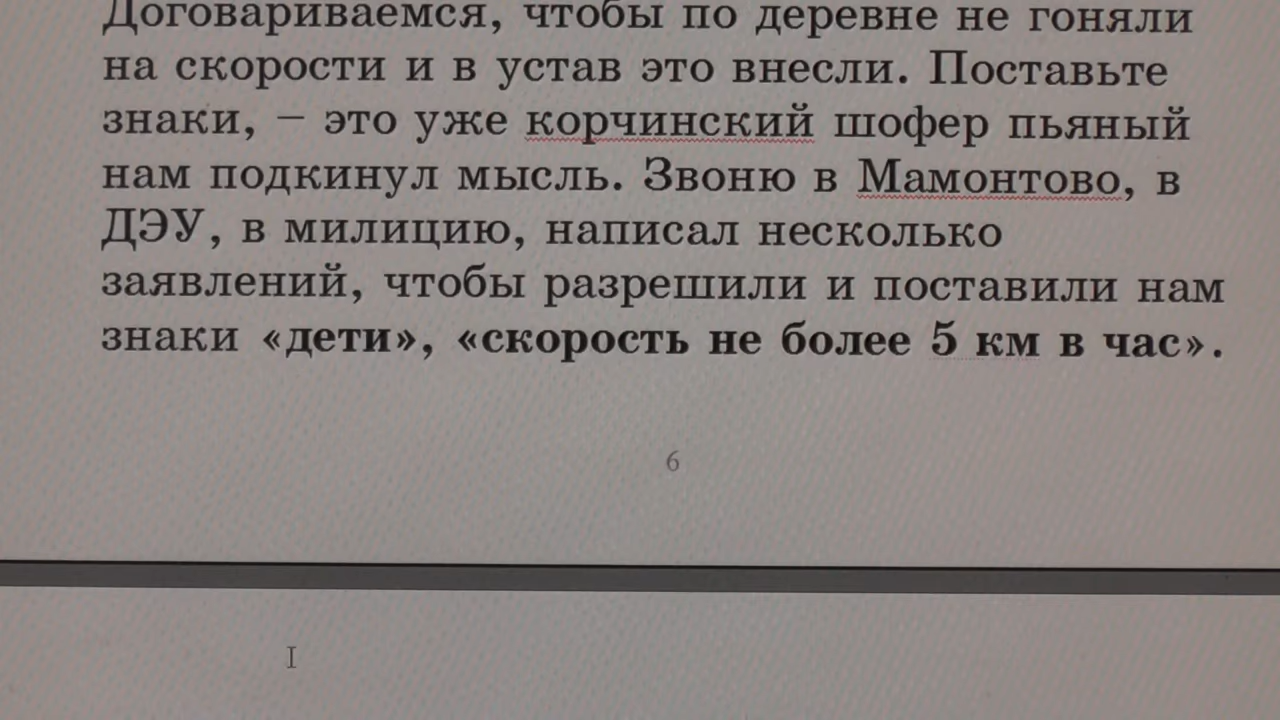 Договариваемся, чтобы по деревне не гоняли
на скорости и в устав это внесли. Поставьте
знаки, – это уже корчинский шофер пьяный
нам подкинул мысль. Звоню в Мамонтово, в
ДЭУ, в милицию, написал несколько
заявлений, чтобы разрешили и поставили нам
знаки «дети», «скорость не более 5 км в час».
6